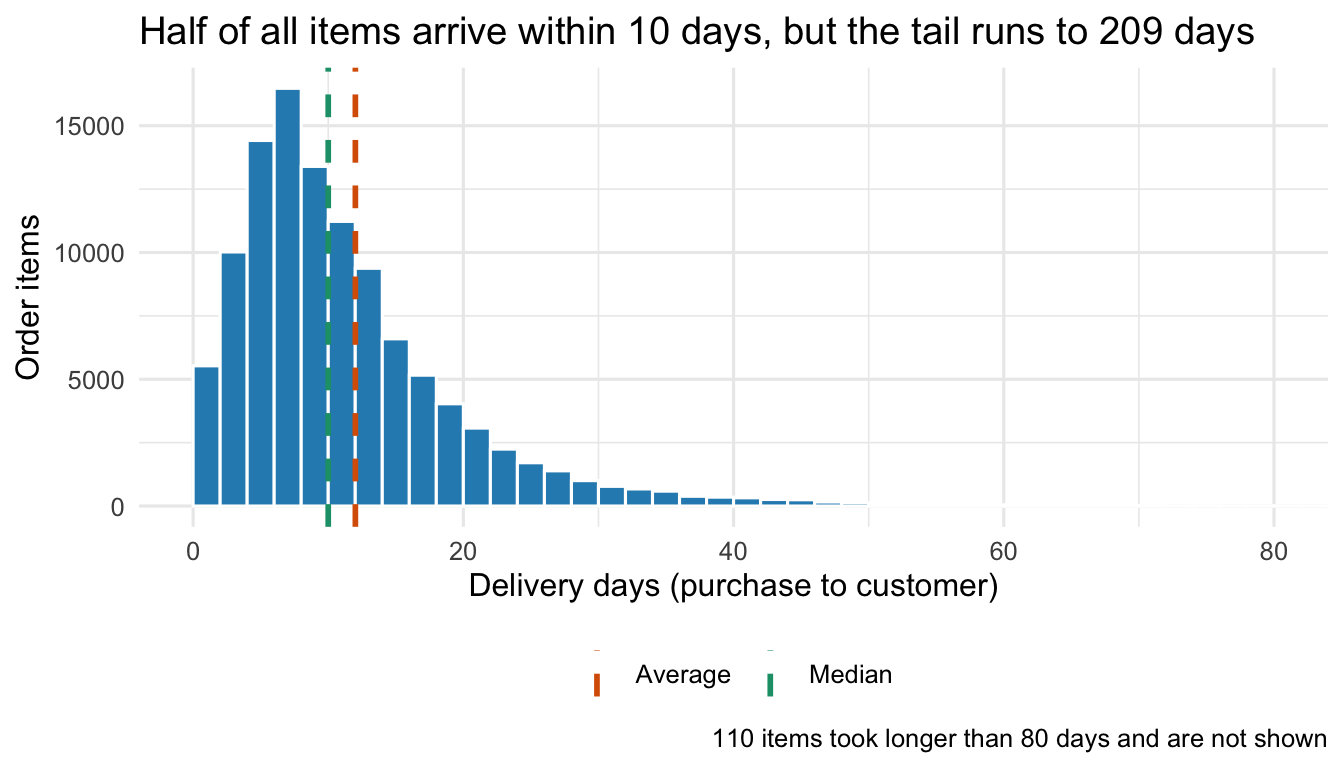 Half of all items arrive within 10 days, but the tail runs to 209 days
Order items
15000
10000
5000
0
0 20 40 60 80
Delivery days (purchase to customer)
Average Median
110 items took longer than 80 days and are not shown